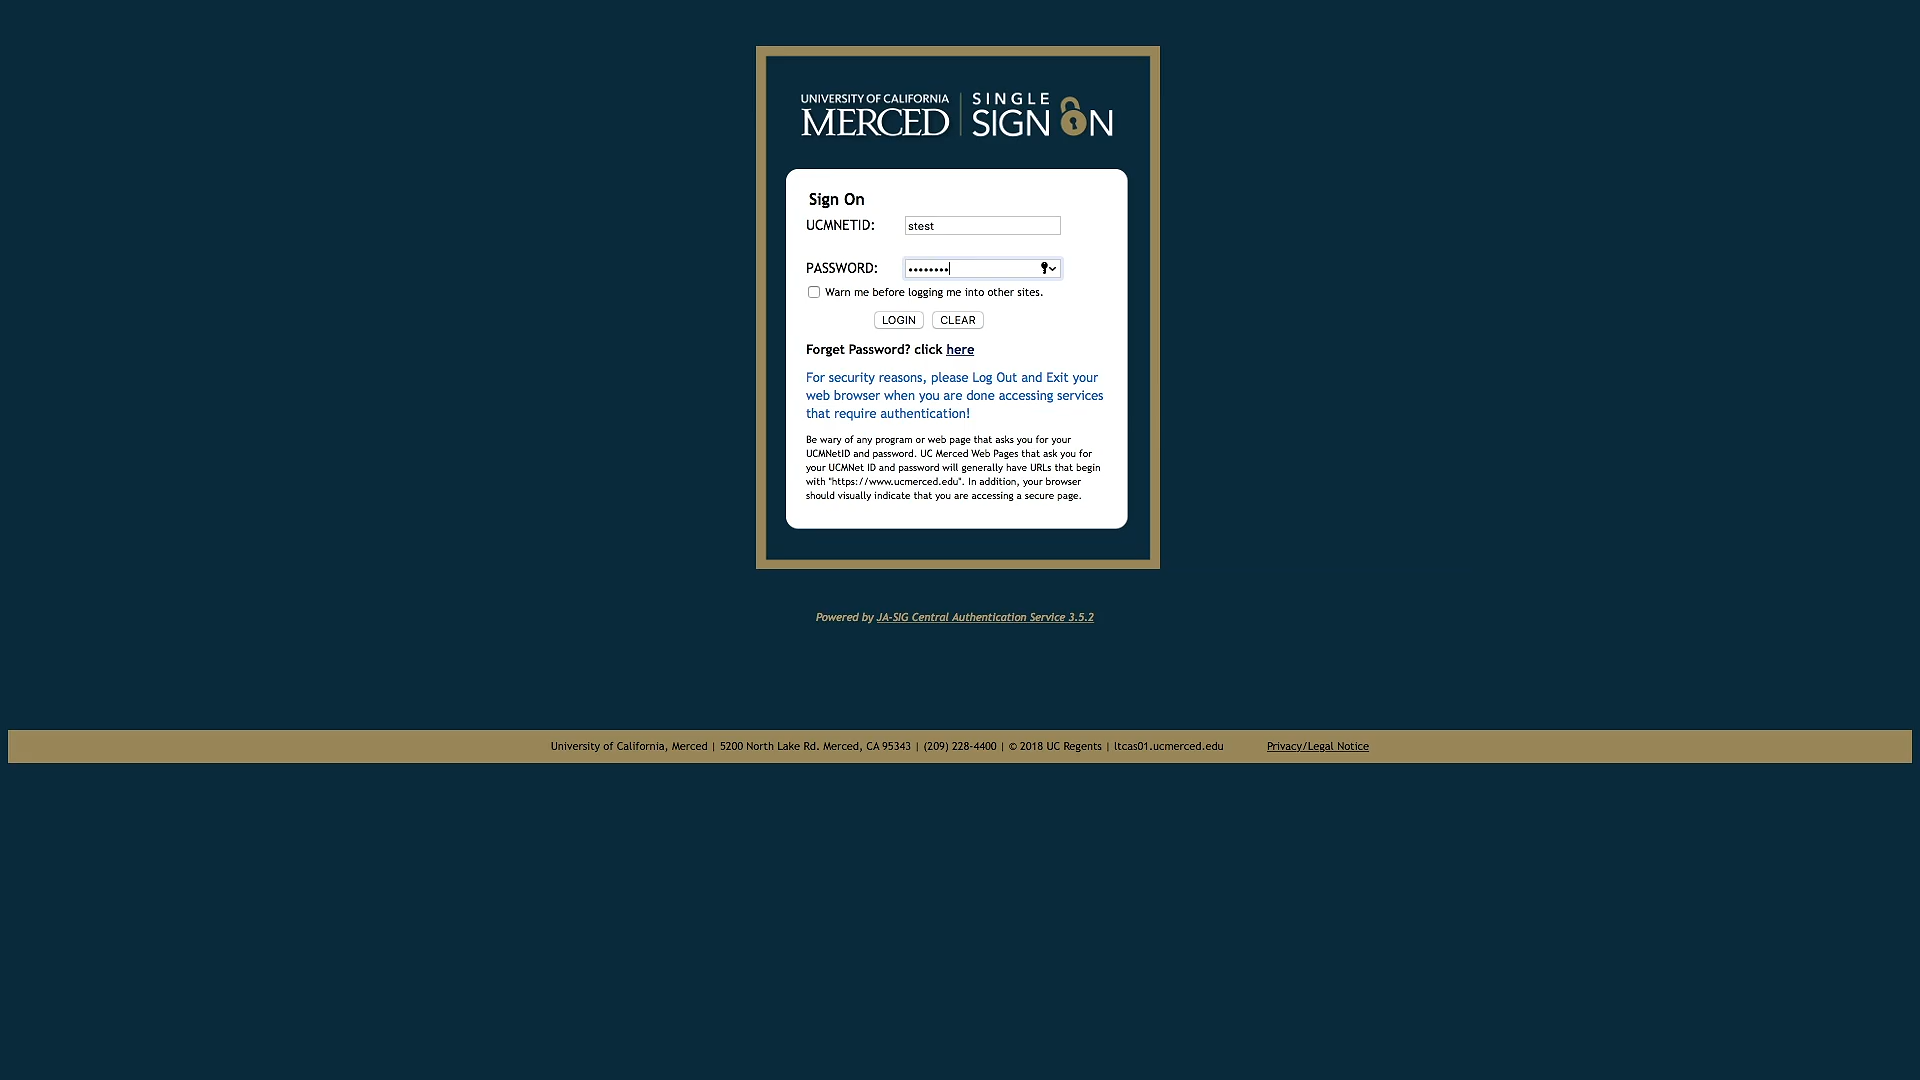 UNIVERSITY OF CALIFORNIA
MERCED
SINGLE
SIGN ON
Sign On
UCMNETID: stest
PASSWORD: ••••••••
Warn me before logging me into other sites.
LOGIN CLEAR
Forget Password? click here
For security reasons, please Log Out and Exit your
web browser when you are done accessing services
that require authentication!
Be wary of any program or web page that asks you for your
UCMNetID and password. UC Merced Web Pages that ask you for
your UCMNet ID and password will generally have URLs that begin
with "https://www.ucmerced.edu". In addition, your browser
should visually indicate that you are accessing a secure page.
Powered by JA-SIG Central Authentication Service 3.5.2
University of California, Merced | 5200 North Lake Rd. Merced, CA 95343 | (209) 228-4400 | © 2018 UC Regents | ltcas01.ucmerced.edu Privacy/Legal Notice